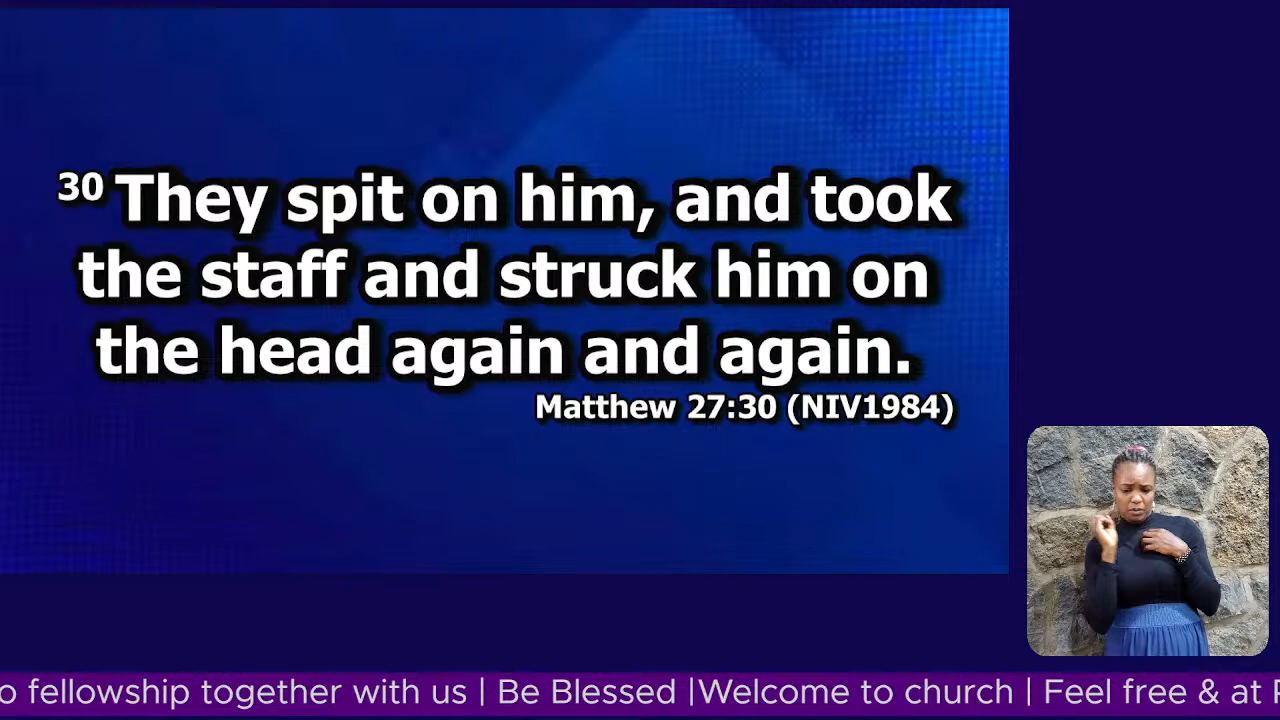 30 They spit on him, and took
the staff and struck him on
the head again and again.
Matthew 27:30 (NIV1984)
o fellowship together with us | Be Blessed |Welcome to church | Feel free & at